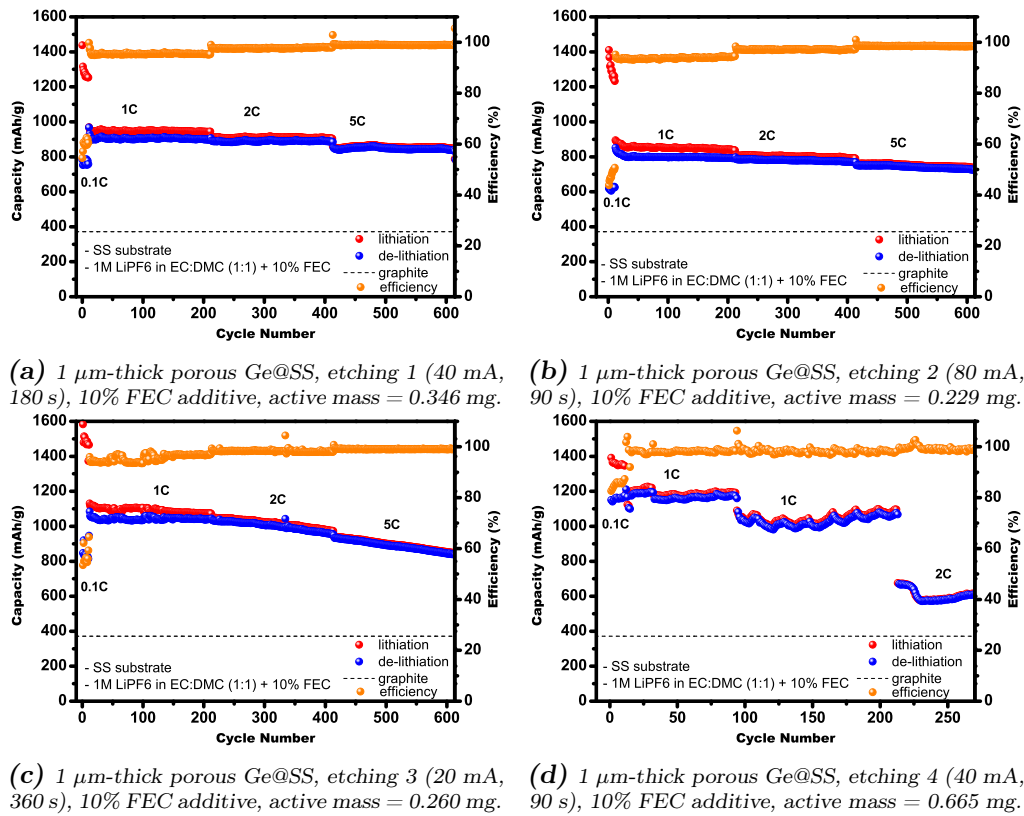 1600
1400
1200
1000
800
600
400
200
0
Capacity (mAh/g)
100
80
60
40
20
0
Efficiency (%)
1C
2C
5C
0.1C
- SS substrate
- 1M LiPF6 in EC:DMC (1:1) + 10% FEC
lithiation
de-lithiation
graphite
efficiency
0 100 200 300 400 500 600
Cycle Number
1600
1400
1200
1000
800
600
400
200
0
Capacity (mAh/g)
100
80
60
40
20
0
Efficiency (%)
1C
2C
5C
0.1C
- SS substrate
- 1M LiPF6 in EC:DMC (1:1) + 10% FEC
lithiation
de-lithiation
graphite
efficiency
0 100 200 300 400 500 600
Cycle Number
(a) 1 μm-thick porous Ge@SS, etching 1 (40 mA,
180 s), 10% FEC additive, active mass = 0.346 mg.
(b) 1 μm-thick porous Ge@SS, etching 2 (80 mA,
90 s), 10% FEC additive, active mass = 0.229 mg.
1600
1400
1200
1000
800
600
400
200
0
Capacity (mAh/g)
100
80
60
40
20
0
Efficiency (%)
1C
2C
5C
0.1C
- SS substrate
- 1M LiPF6 in EC:DMC (1:1) + 10% FEC
lithiation
de-lithiation
graphite
efficiency
0 100 200 300 400 500 600
Cycle Number
1600
1400
1200
1000
800
600
400
200
0
Capacity (mAh/g)
100
80
60
40
20
0
Efficiency (%)
1C
1C
0.1C
2C
- SS substrate
- 1M LiPF6 in EC:DMC (1:1) + 10% FEC
lithiation
de-lithiation
graphite
efficiency
0 50 100 150 200 250
Cycle Number
(c) 1 μm-thick porous Ge@SS, etching 3 (20 mA,
360 s), 10% FEC additive, active mass = 0.260 mg.
(d) 1 μm-thick porous Ge@SS, etching 4 (40 mA,
90 s), 10% FEC additive, active mass = 0.665 mg.